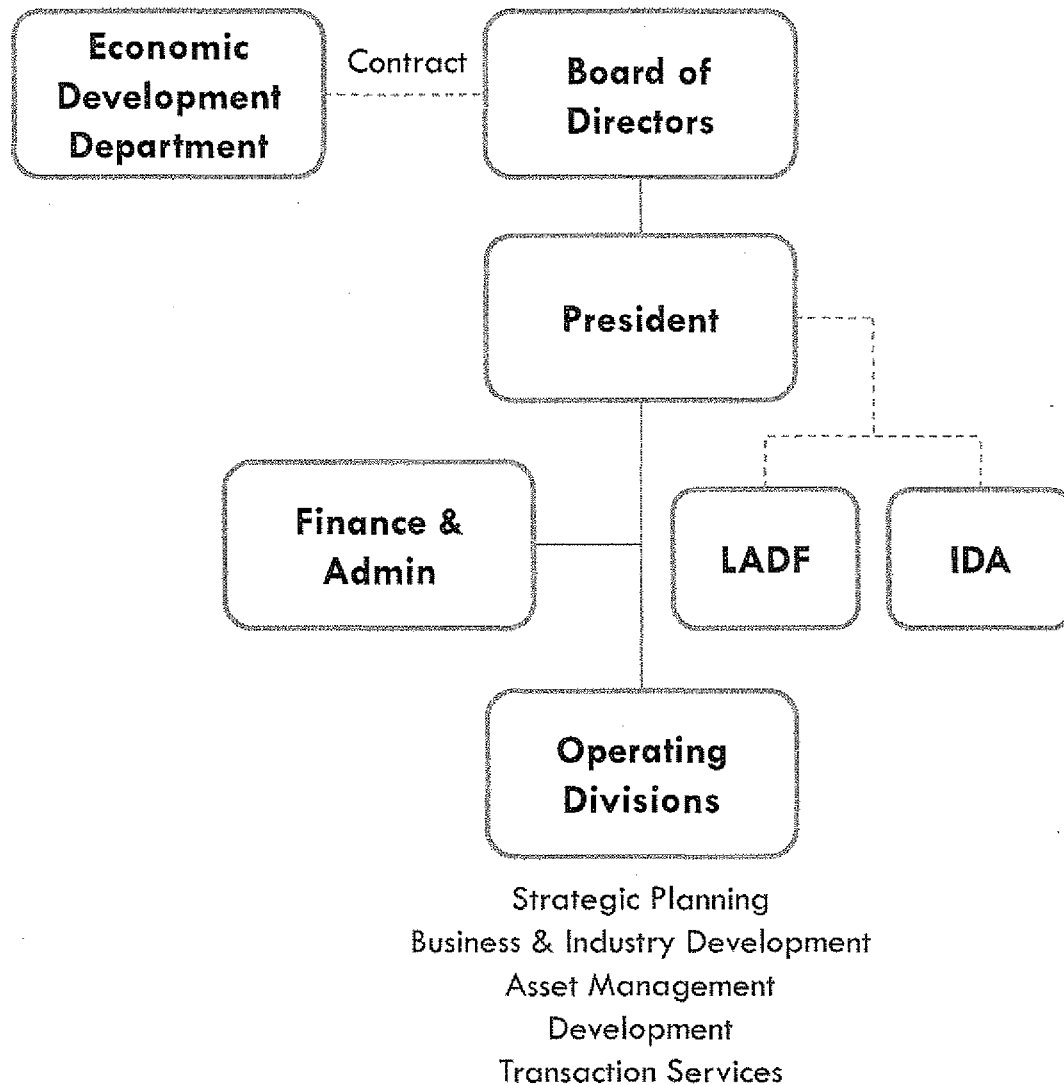 Economic
Development
Department
Contract
Board of
Directors
President
Finance &
Admin
LADF
IDA
Operating
Divisions
Strategic Planning
Business & Industry Development
Asset Management
Development
Transaction Services